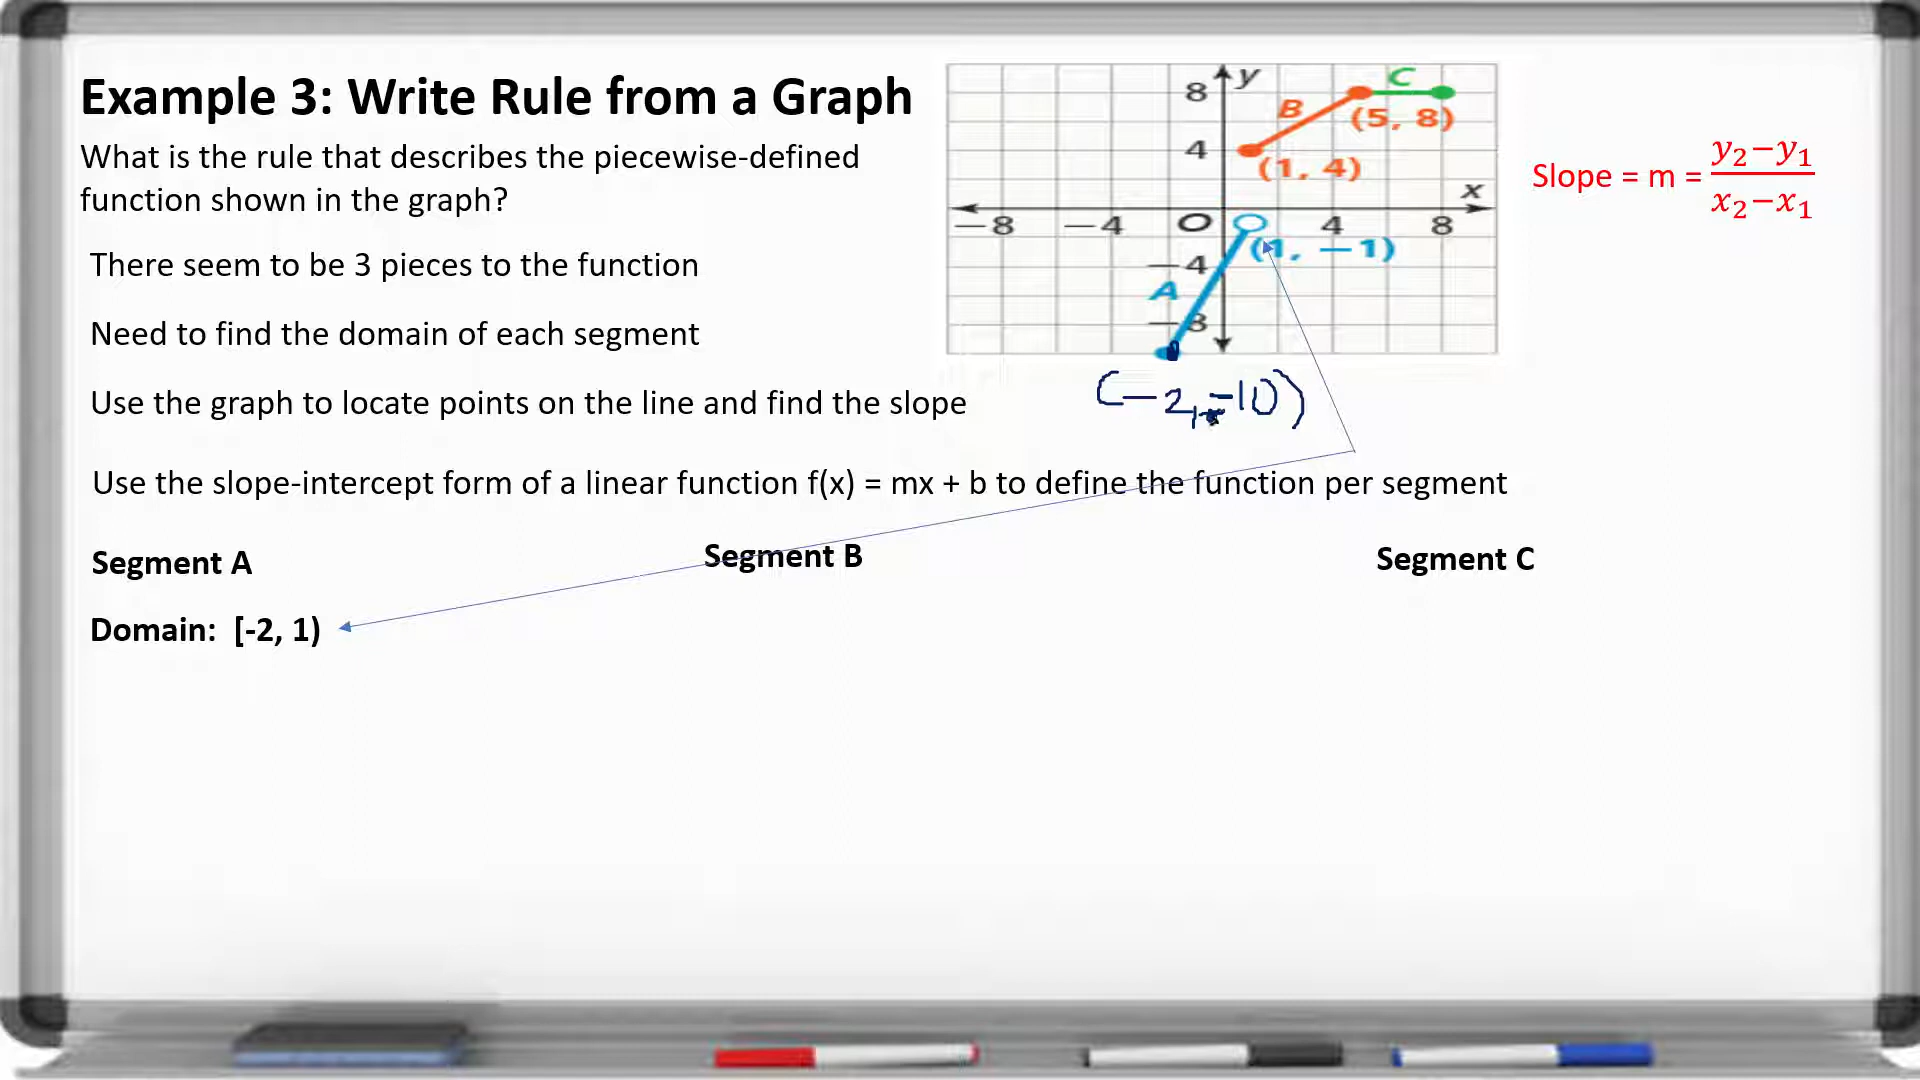 Example 3: Write Rule from a Graph
What is the rule that describes the piecewise-defined
function shown in the graph?
There seem to be 3 pieces to the function
Need to find the domain of each segment
Use the graph to locate points on the line and find the slope
8 y C
B (5, 8)
4 (1, 4)
x
−8 −4 O 4 8
(1, −1)
−4
A
−8
(−2, −10)
Slope = m = y₂−y₁
x₂−x₁
Use the slope-intercept form of a linear function f(x) = mx + b to define the function per segment
Segment A
Domain: [-2, 1)
Segment B
Segment C